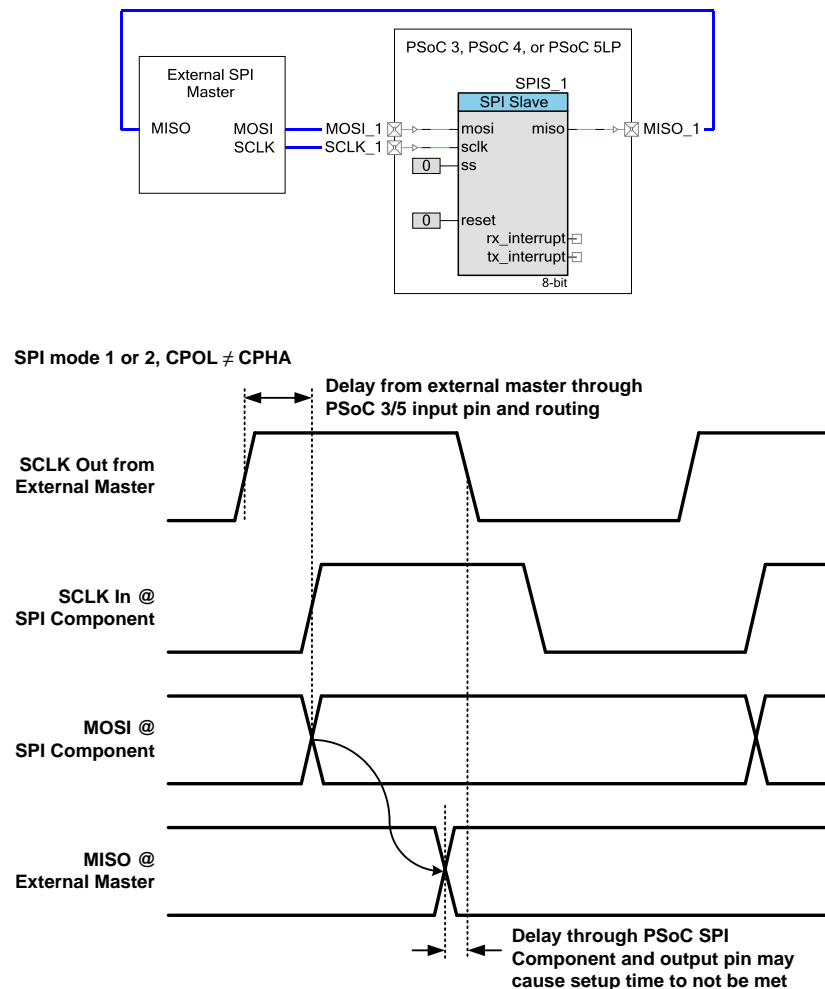 PSoC 3, PSoC 4, or PSoC 5LP
External SPI
Master
MISO
MOSI
SCLK
MOSI_1
SCLK_1
SPIS_1
SPI Slave
mosi
miso
sclk
0
ss
0
reset
rx_interrupt
tx_interrupt
8-bit
MISO_1
SPI mode 1 or 2, CPOL ≠ CPHA
Delay from external master through
PSoC 3/5 input pin and routing
SCLK Out from
External Master
SCLK In @
SPI Component
MOSI @
SPI Component
MISO @
External Master
Delay through PSoC SPI
Component and output pin may
cause setup time to not be met